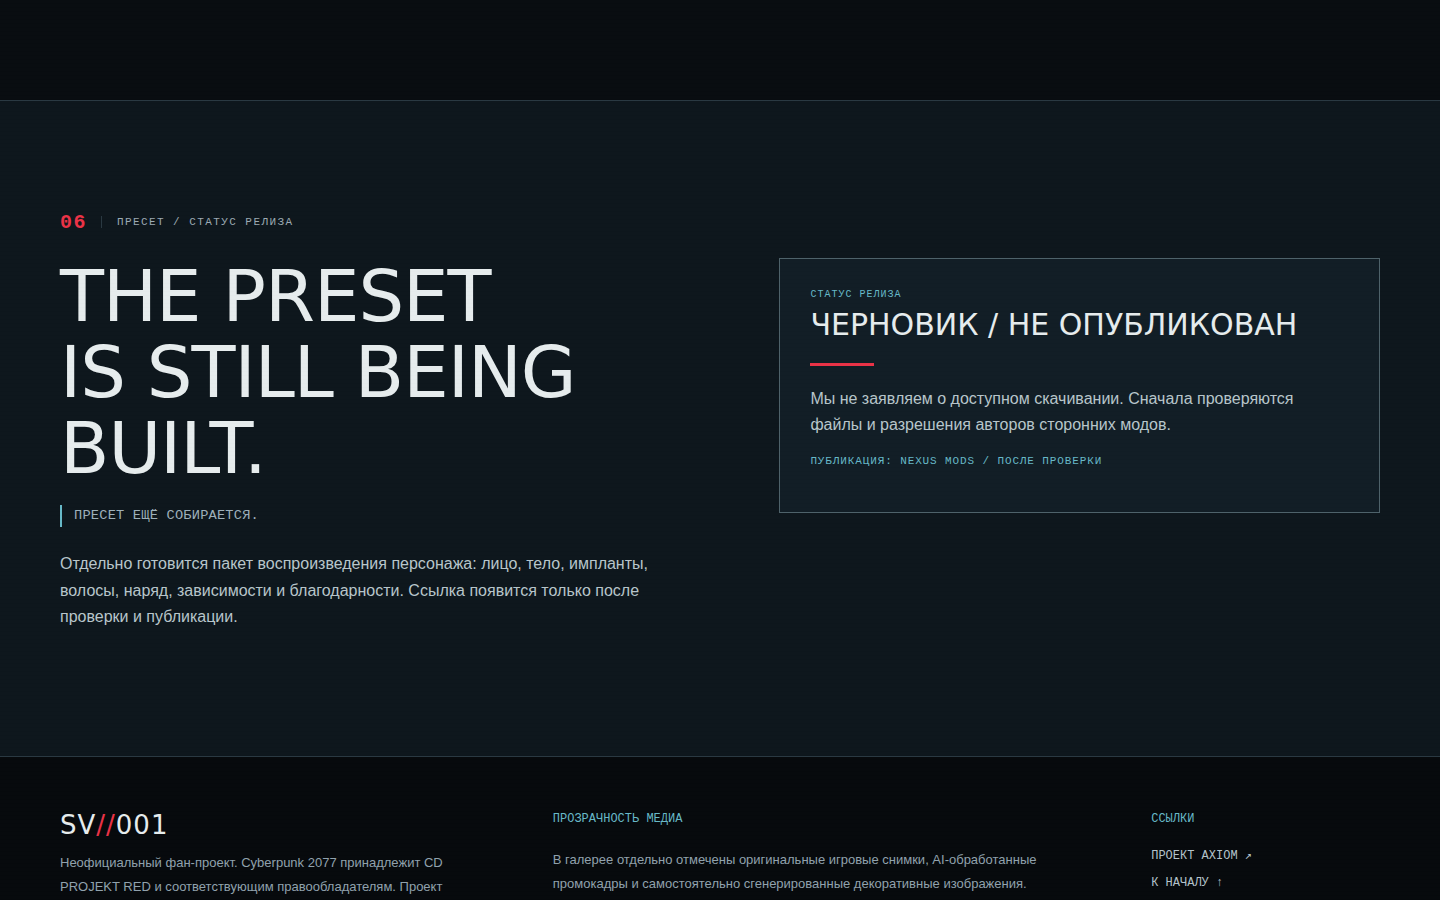 06
ПРЕСЕТ / СТАТУС РЕЛИЗА
THE PRESET
IS STILL BEING
BUILT.
ПРЕСЕТ ЕЩЁ СОБИРАЕТСЯ.
Отдельно готовится пакет воспроизведения персонажа: лицо, тело, импланты,
волосы, наряд, зависимости и благодарности. Ссылка появится только после
проверки и публикации.
СТАТУС РЕЛИЗА
ЧЕРНОВИК / НЕ ОПУБЛИКОВАН
Мы не заявляем о доступном скачивании. Сначала проверяются
файлы и разрешения авторов сторонних модов.
ПУБЛИКАЦИЯ: NEXUS MODS / ПОСЛЕ ПРОВЕРКИ
SV//001
Неофициальный фан-проект. Cyberpunk 2077 принадлежит CD
PROJEKT RED и соответствующим правообладателям. Проект
ПРОЗРАЧНОСТЬ МЕДИА
В галерее отдельно отмечены оригинальные игровые снимки, AI-обработанные
промокадры и самостоятельно сгенерированные декоративные изображения.
ССЫЛКИ
ПРОЕКТ AXIOM ↗
К НАЧАЛУ ↑